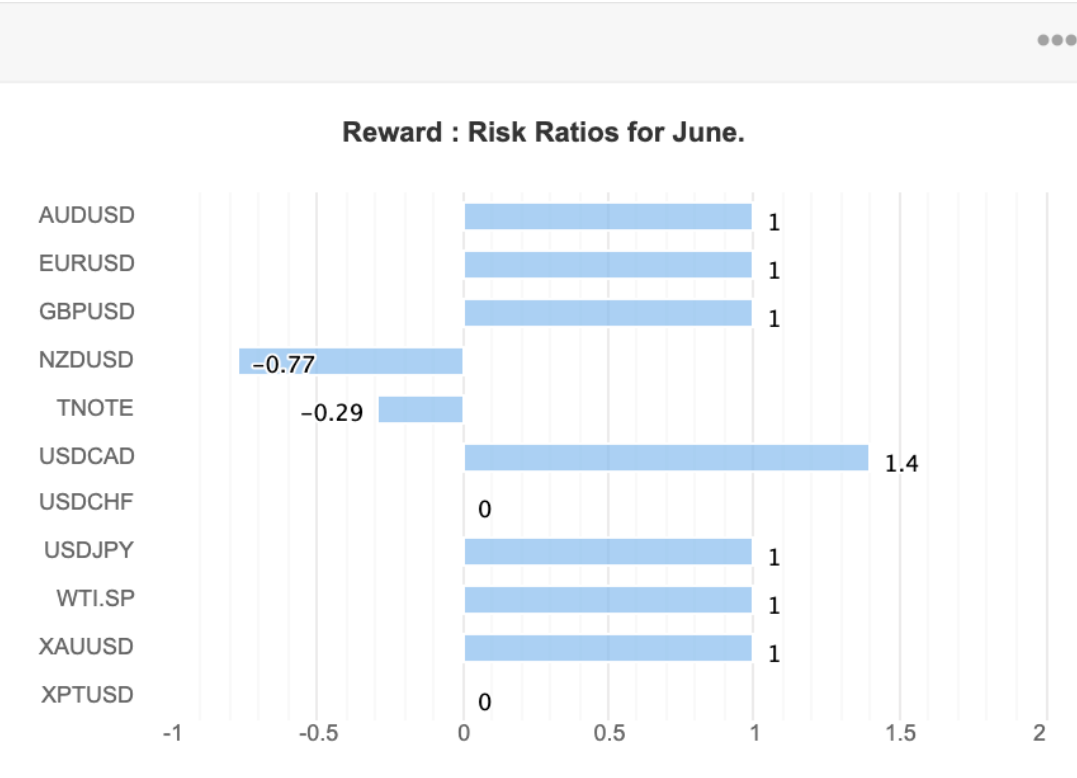 Reward : Risk Ratios for June.
AUDUSD 1
EURUSD 1
GBPUSD 1
NZDUSD −0.77
TNOTE −0.29
USDCAD 1.4
USDCHF 0
USDJPY 1
WTI.SP 1
XAUUSD 1
XPTUSD 0
-1 -0.5 0 0.5 1 1.5 2